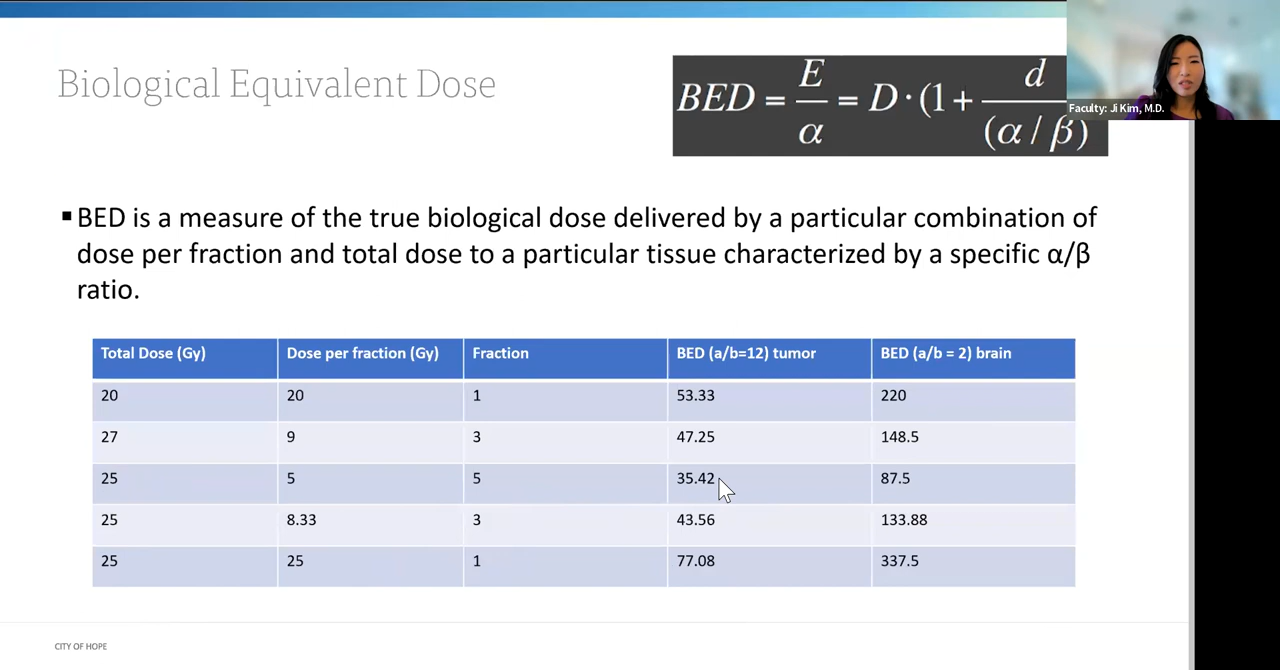 Biological Equivalent Dose
BED = E/α = D·(1+ d/(α / β)
Faculty: Ji Kim, M.D.
▪BED is a measure of the true biological dose delivered by a particular combination of
dose per fraction and total dose to a particular tissue characterized by a specific α/β
ratio.
Total Dose (Gy) Dose per fraction (Gy) Fraction BED (a/b=12) tumor BED (a/b = 2) brain
20 20 1 53.33 220
27 9 3 47.25 148.5
25 5 5 35.42 87.5
25 8.33 3 43.56 133.88
25 25 1 77.08 337.5
CITY OF HOPE